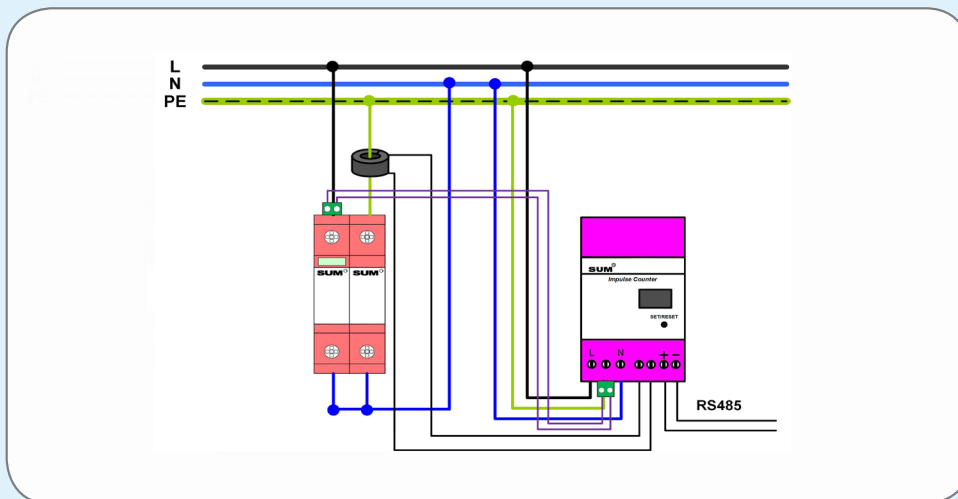 L
N
PE
SUM SUM
SUM
Impulse Counter
SET/RESET
L N + −
RS485